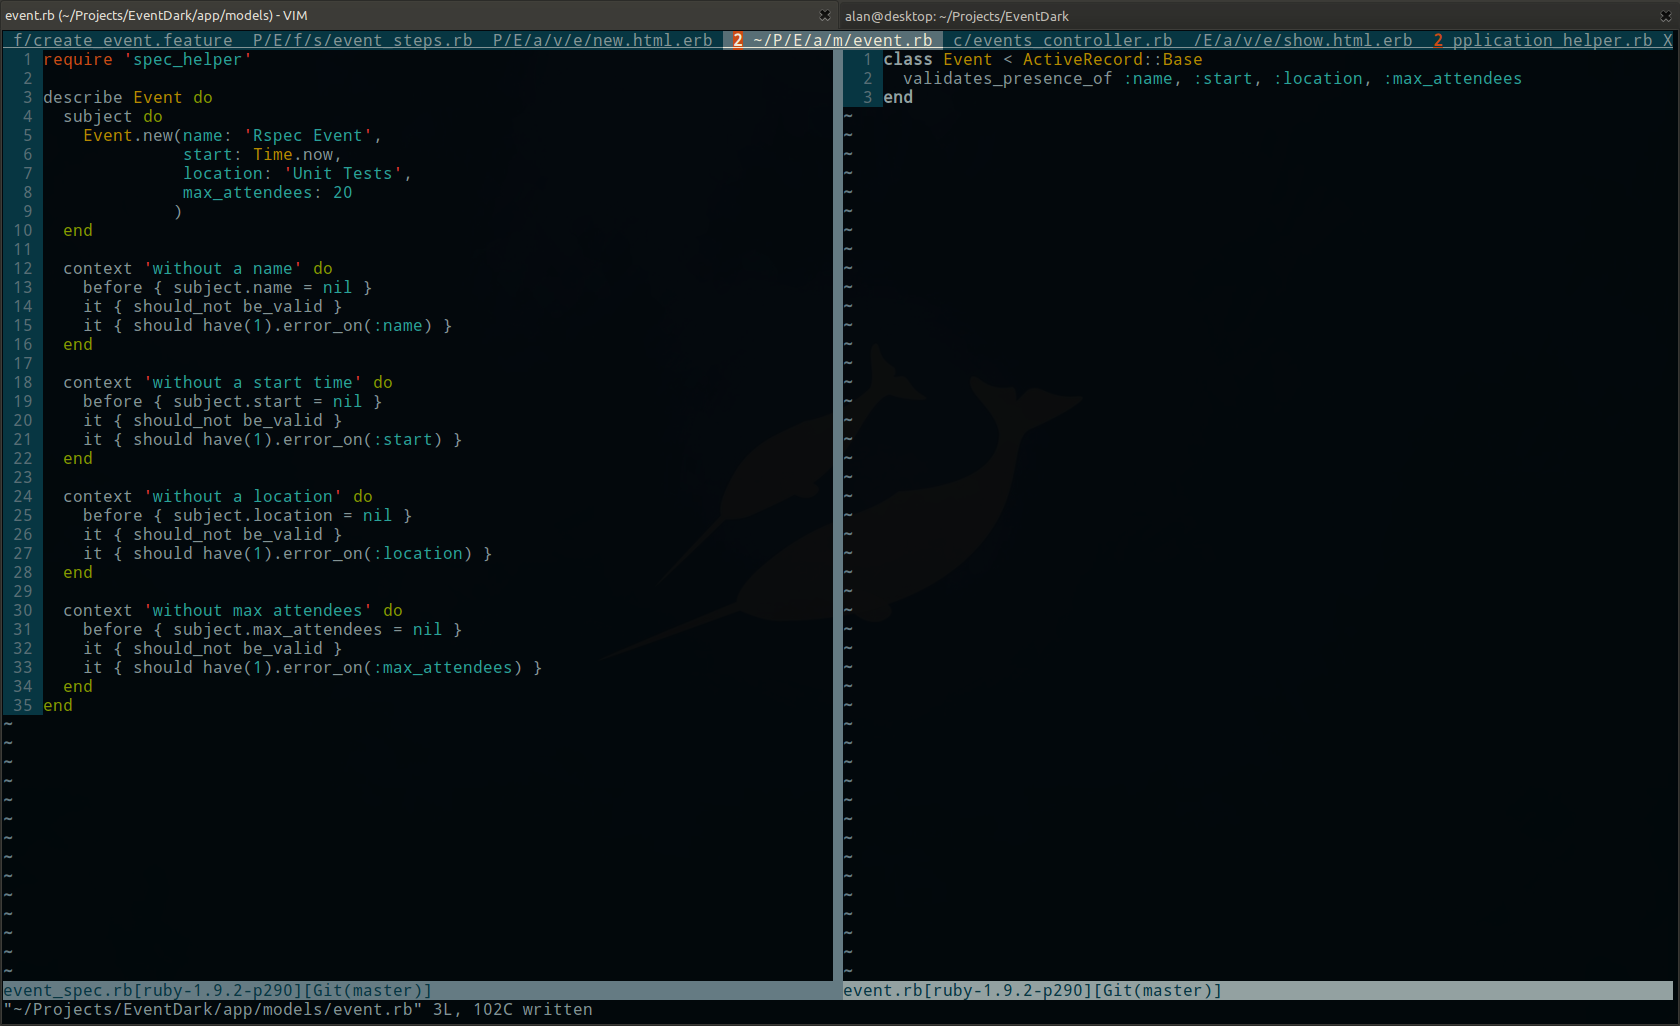 event.rb (~/Projects/EventDark/app/models) - VIM
alan@desktop: ~/Projects/EventDark
f/create_event.feature  P/E/f/s/event_steps.rb  P/E/a/v/e/new.html.erb  2 ~/P/E/a/m/event.rb  c/events_controller.rb  /E/a/v/e/show.html.erb  2 pplication_helper.rb X
1 require 'spec_helper'
2
3 describe Event do
4   subject do
5     Event.new(name: 'Rspec Event',
6               start: Time.now,
7               location: 'Unit Tests',
8               max_attendees: 20
9              )
10   end
11
12   context 'without a name' do
13     before { subject.name = nil }
14     it { should_not be_valid }
15     it { should have(1).error_on(:name) }
16   end
17
18   context 'without a start time' do
19     before { subject.start = nil }
20     it { should_not be_valid }
21     it { should have(1).error_on(:start) }
22   end
23
24   context 'without a location' do
25     before { subject.location = nil }
26     it { should_not be_valid }
27     it { should have(1).error_on(:location) }
28   end
29
30   context 'without max attendees' do
31     before { subject.max_attendees = nil }
32     it { should_not be_valid }
33     it { should have(1).error_on(:max_attendees) }
34   end
35 end
event_spec.rb[ruby-1.9.2-p290][Git(master)]
1 class Event < ActiveRecord::Base
2   validates_presence_of :name, :start, :location, :max_attendees
3 end
event.rb[ruby-1.9.2-p290][Git(master)]
"~/Projects/EventDark/app/models/event.rb" 3L, 102C written